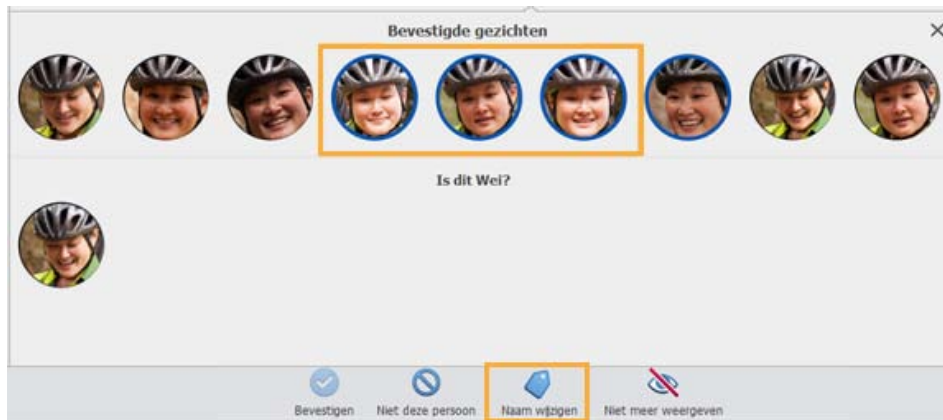 Bevestigde gezichten
Is dit Wei?
Bevestigen
Niet deze persoon
Naam wijzigen
Niet meer weergeven